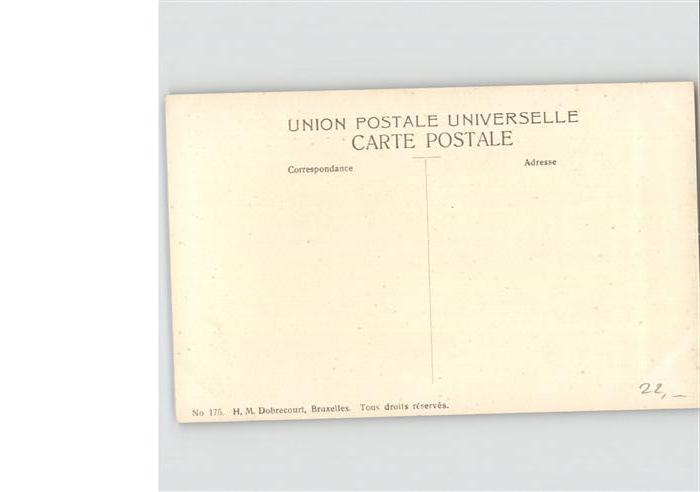 UNION POSTALE UNIVERSELLE
CARTE POSTALE
Correspondance
Adresse
No 175. H. M. Dobrecourt, Bruxelles. Tous droits réservés.
22,—